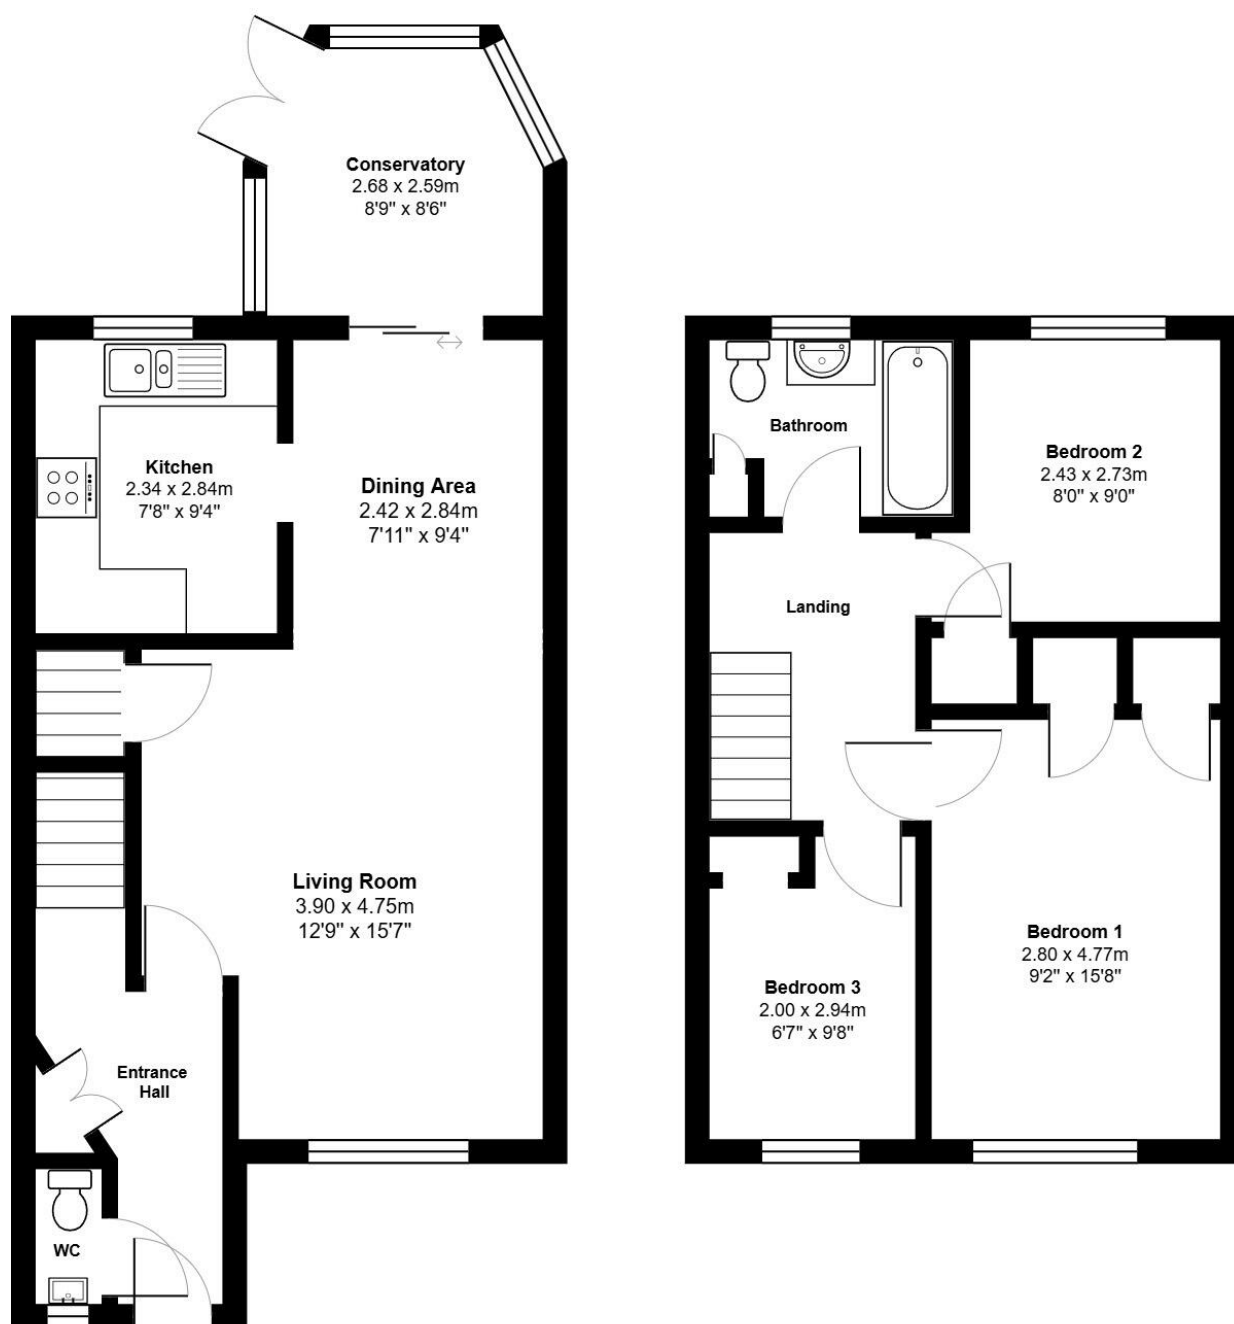 Conservatory
2.68 x 2.59m
8'9" x 8'6"
Kitchen
2.34 x 2.84m
7'8" x 9'4"
Dining Area
2.42 x 2.84m
7'11" x 9'4"
Living Room
3.90 x 4.75m
12'9" x 15'7"
Entrance
Hall
WC
Bathroom
Bedroom 2
2.43 x 2.73m
8'0" x 9'0"
Landing
Bedroom 1
2.80 x 4.77m
9'2" x 15'8"
Bedroom 3
2.00 x 2.94m
6'7" x 9'8"